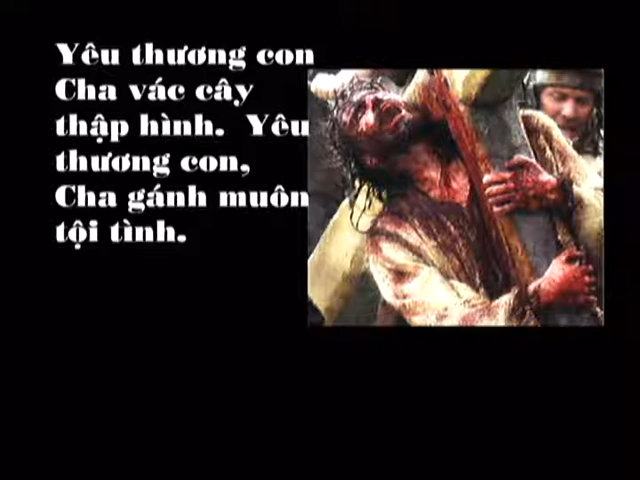 Yêu thương con
Cha vác cây
thập hình.  Yêu
thương con,
Cha gánh muôn
tội tình.